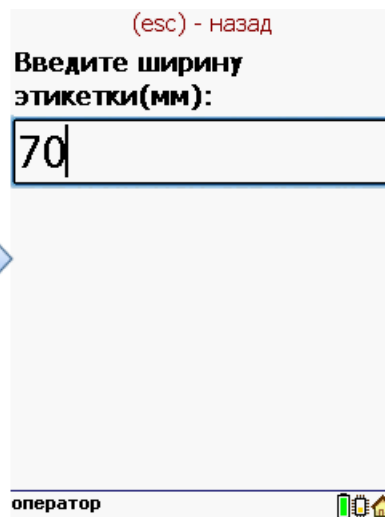 (esc) - назад
Введите ширину
этикетки(мм):
70
оператор